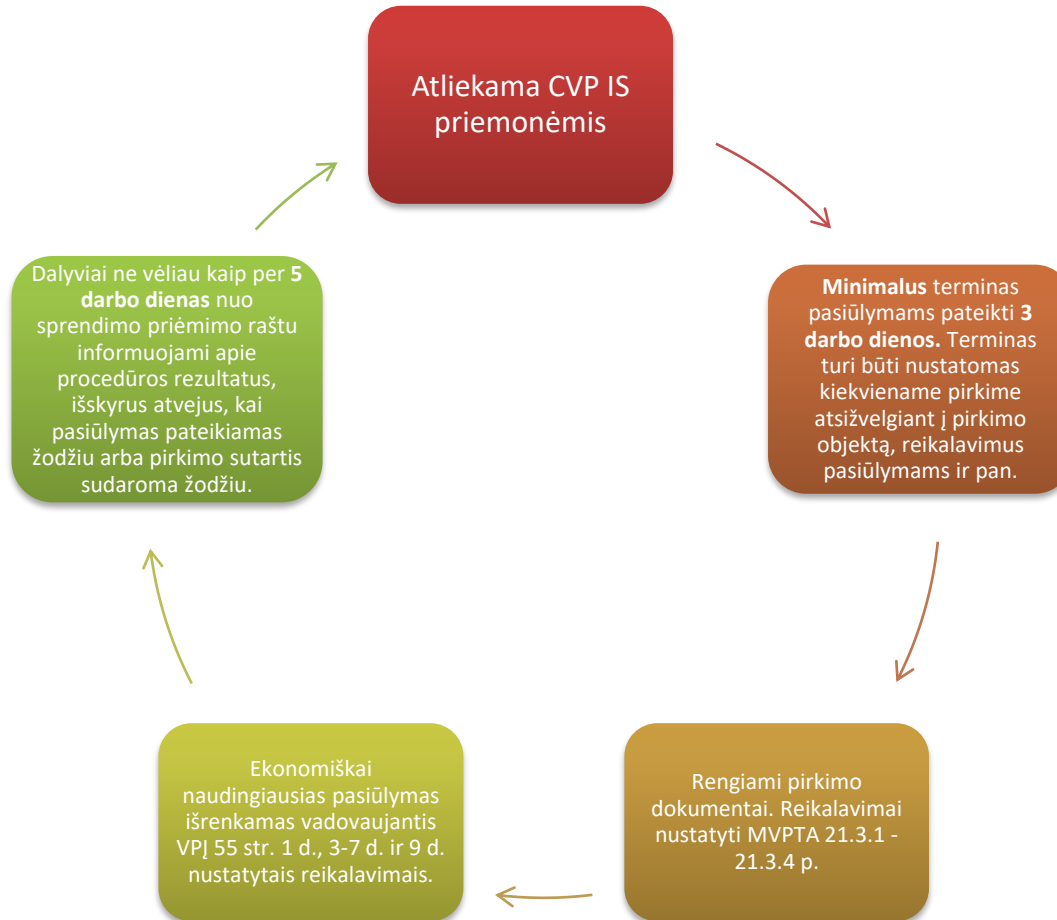 Atliekama CVP IS
priemonėmis
Minimalus terminas
pasiūlymams pateikti 3
darbo dienos. Terminas
turi būti nustatomas
kiekviename pirkime
atsižvelgiant į pirkimo
objektą, reikalavimus
pasiūlymams ir pan.
Rengiami pirkimo
dokumentai. Reikalavimai
nustatyti MVPTA 21.3.1 -
21.3.4 p.
Ekonomiškai
naudingiausias pasiūlymas
išrenkamas vadovaujantis
VPĮ 55 str. 1 d., 3-7 d. ir 9 d.
nustatytais reikalavimais.
Dalyviai ne vėliau kaip per 5
darbo dienas nuo
sprendimo priėmimo raštu
informuojami apie
procedūros rezultatus,
išskyrus atvejus, kai
pasiūlymas pateikiamas
žodžiu arba pirkimo sutartis
sudaroma žodžiu.